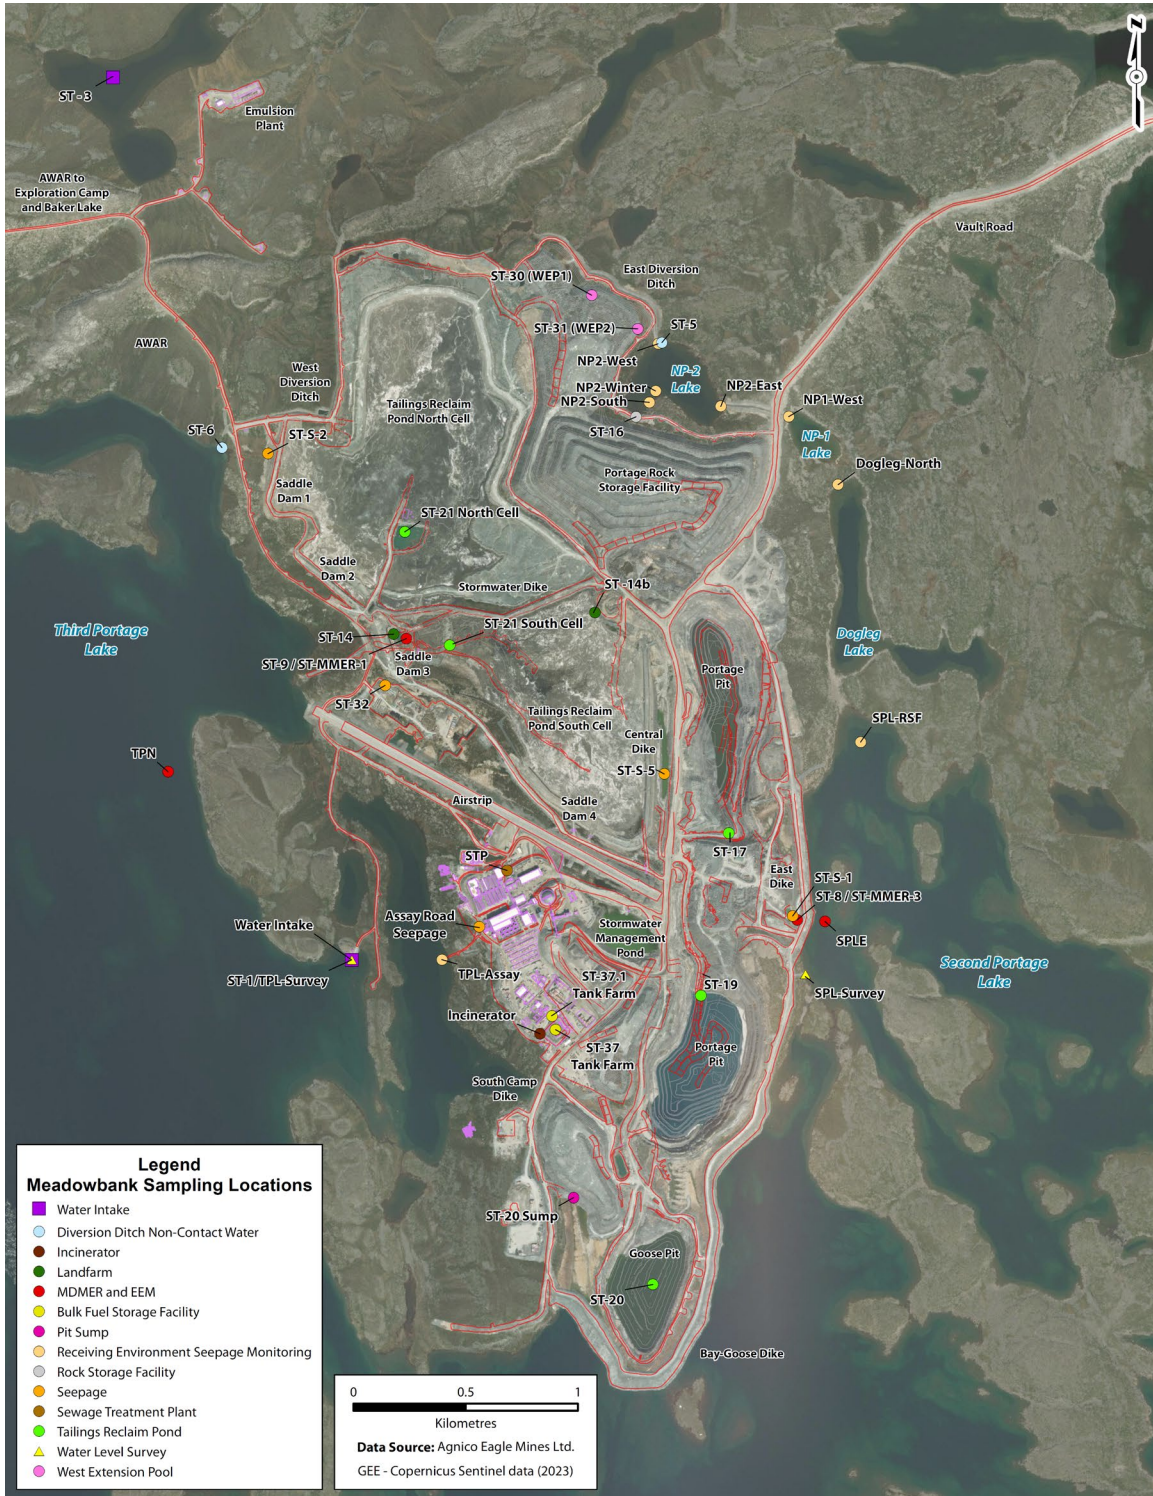 N
ST - 3
Emulsion
Plant
AWAR to
Exploration Camp
and Baker Lake
Vault Road
ST-30 (WEP1)
East Diversion
Ditch
ST-31 (WEP2)
ST-5
NP2-West
AWAR
West
Diversion
Ditch
NP-2
Lake
NP2-Winter
NP2-East
NP2-South
NP1-West
Tailings Reclaim
Pond North Cell
ST-6
ST-S-2
ST-16
NP-1
Lake
Dogleg-North
Portage Rock
Storage Facility
Saddle
Dam 1
ST-21 North Cell
Saddle
Dam 2
Stormwater Dike
ST -14b
Third Portage
Lake
ST-14
ST-21 South Cell
Dogleg
Lake
ST-9 / ST-MMER-1
Saddle
Dam 3
Portage
Pit
ST-32
Tailings Reclaim
Pond South Cell
SPL-RSF
Central
Dike
TPN
ST-S-5
Airstrip
Saddle
Dam 4
ST-17
STP
East
Dike
ST-S-1
ST-8 / ST-MMER-3
Assay Road
Seepage
Water Intake
Stormwater
Management
Pond
SPLE
Second Portage
Lake
TPL-Assay
ST-1/TPL-Survey
ST-37.1
Tank Farm
ST-19
SPL-Survey
Incinerator
ST-37
Tank Farm
Portage
Pit
South Camp
Dike
ST-20 Sump
Goose Pit
ST-20
Bay-Goose Dike
Legend
Meadowbank Sampling Locations
Water Intake
Diversion Ditch Non-Contact Water
Incinerator
Landfarm
MDMER and EEM
Bulk Fuel Storage Facility
Pit Sump
Receiving Environment Seepage Monitoring
Rock Storage Facility
Seepage
Sewage Treatment Plant
Tailings Reclaim Pond
Water Level Survey
West Extension Pool
0 0.5 1
Kilometres
Data Source: Agnico Eagle Mines Ltd.
GEE - Copernicus Sentinel data (2023)